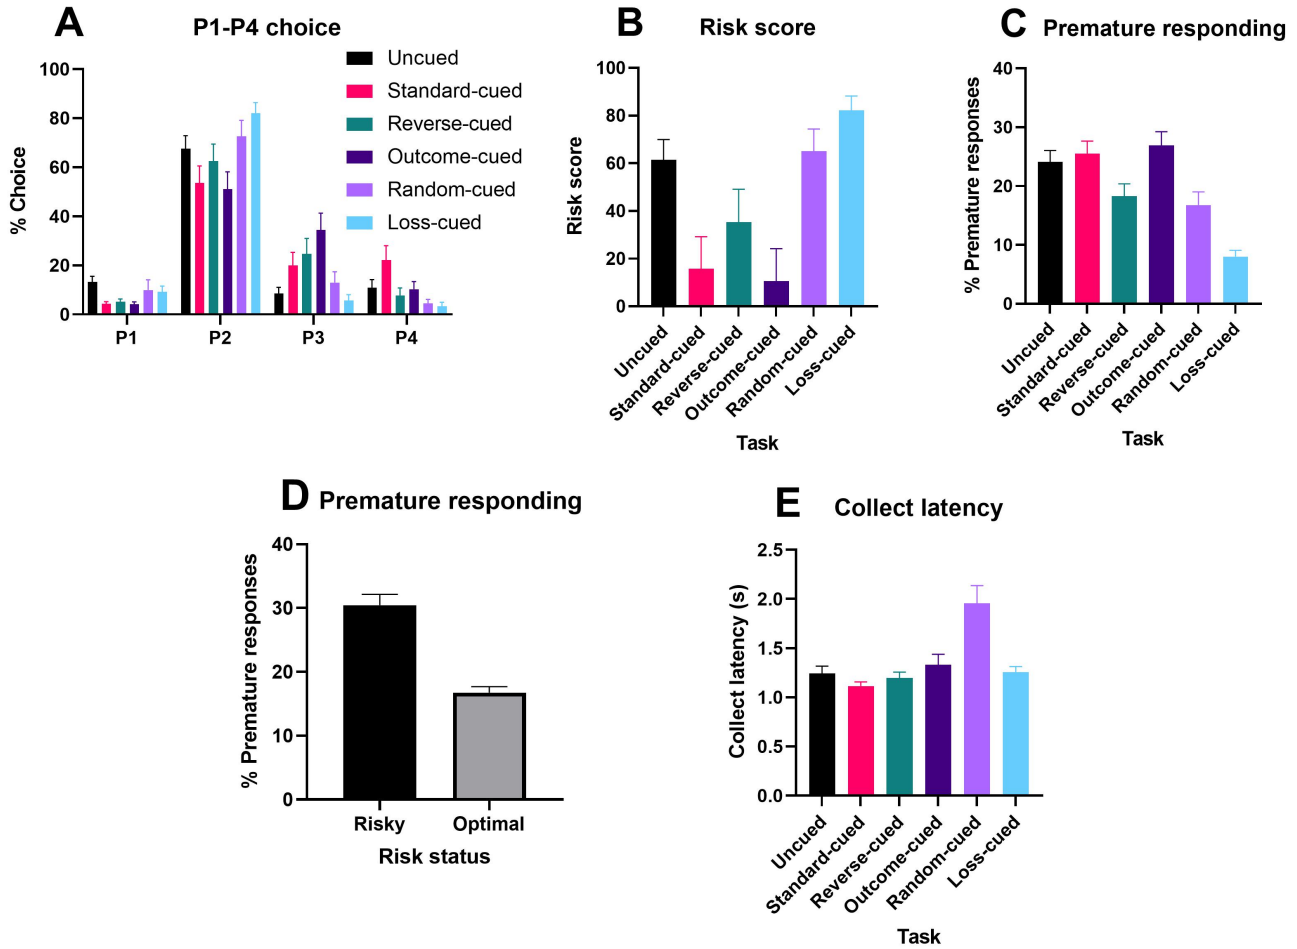 A
P1-P4 choice
% Choice
100
80
60
40
20
0
P1
P2
P3
P4
Uncued
Standard-cued
Reverse-cued
Outcome-cued
Random-cued
Loss-cued
B
Risk score
Risk score
100
80
60
40
20
0
Uncued
Standard-cued
Reverse-cued
Outcome-cued
Random-cued
Loss-cued
Task
C
Premature responding
% Premature responses
40
30
20
10
0
Uncued
Standard-cued
Reverse-cued
Outcome-cued
Random-cued
Loss-cued
Task
D
Premature responding
% Premature responses
40
30
20
10
0
Risky
Optimal
Risk status
E
Collect latency
Collect latency (s)
2.5
2.0
1.5
1.0
0.5
0.0
Uncued
Standard-cued
Reverse-cued
Outcome-cued
Random-cued
Loss-cued
Task